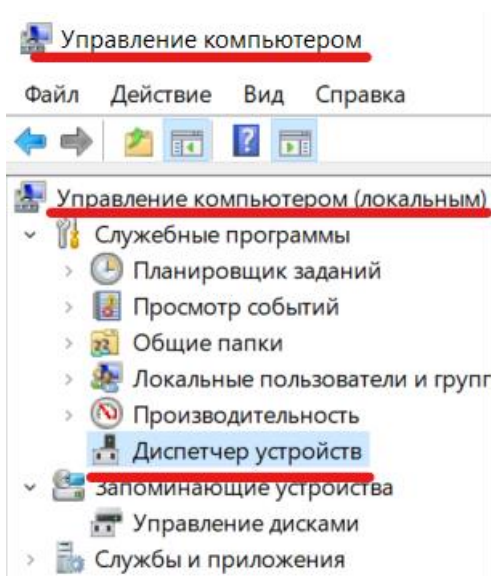 Управление компьютером
Файл Действие Вид Справка
Управление компьютером (локальным)
Служебные программы
Планировщик заданий
Просмотр событий
Общие папки
Локальные пользователи и групп
Производительность
Диспетчер устройств
Запоминающие устройства
Управление дисками
Службы и приложения